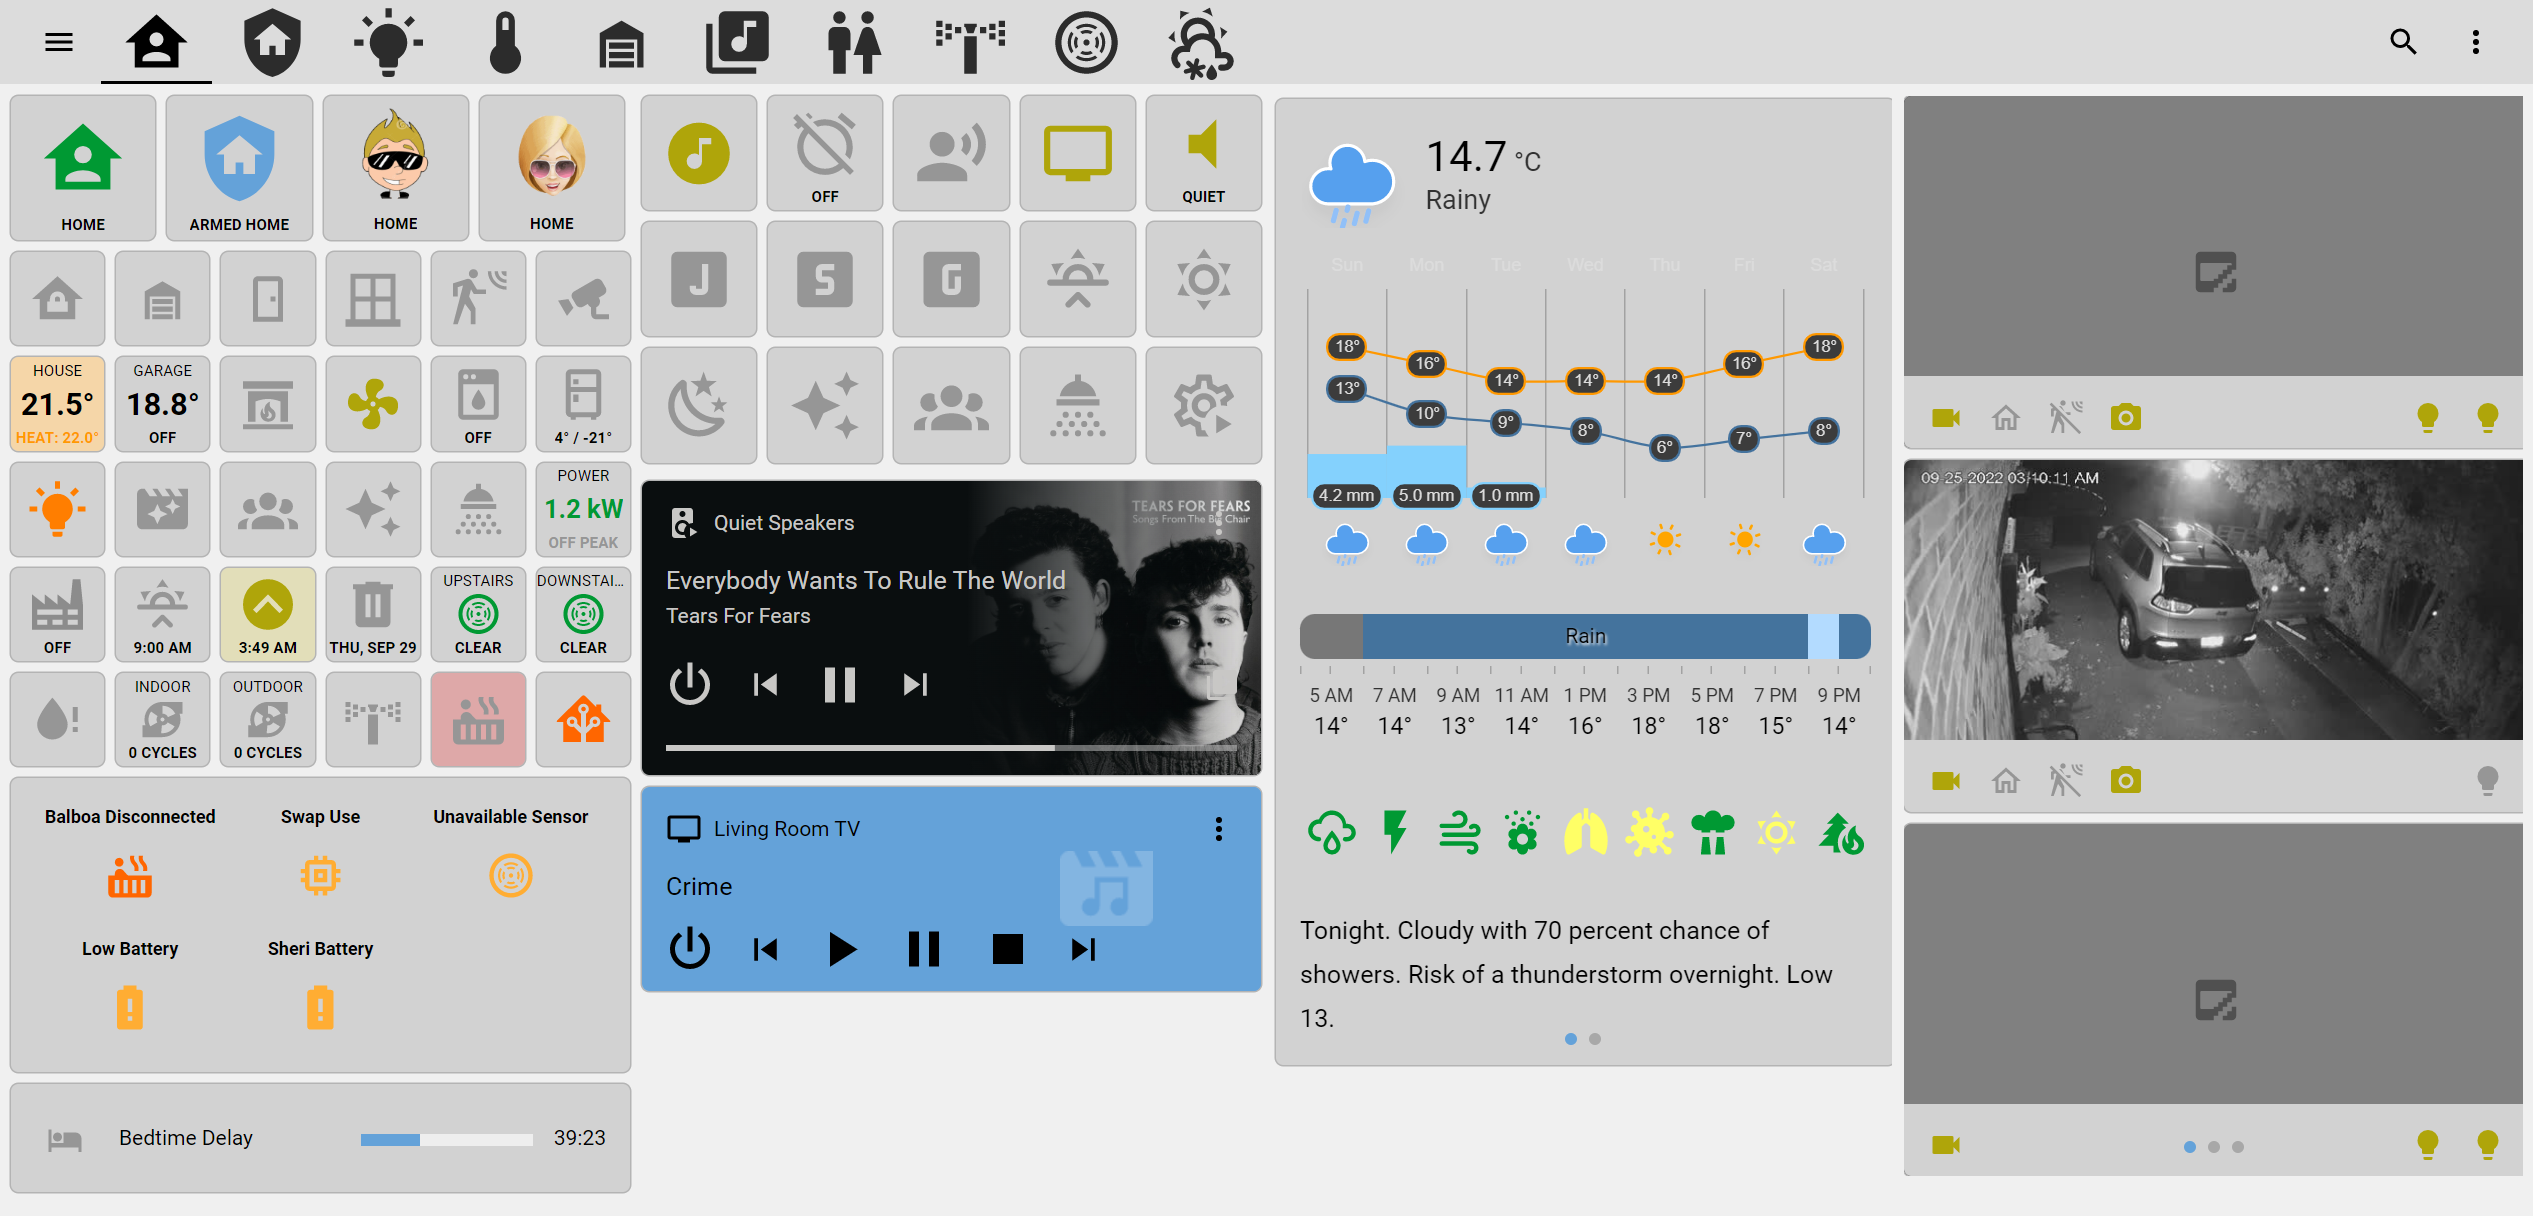 HOME
ARMED HOME
HOME
HOME
HOUSE
21.5°
HEAT: 22.0°
GARAGE
18.8°
OFF
OFF
4° / -21°
POWER
1.2 kW
OFF PEAK
OFF
9:00 AM
3:49 AM
THU, SEP 29
UPSTAIRS
CLEAR
DOWNSTAI...
CLEAR
INDOOR
0 CYCLES
OUTDOOR
0 CYCLES
Balboa Disconnected
Swap Use
Unavailable Sensor
Low Battery
Sheri Battery
Bedtime Delay
39:23
OFF
QUIET
J
S
G
Quiet Speakers
TEARS FOR FEARS
Songs From The Big Chair
Everybody Wants To Rule The World
Tears For Fears
Living Room TV
Crime
14.7 °C
Rainy
Sun Mon Tue Wed Thu Fri Sat
18° 16° 14° 14° 14° 16° 18°
13° 10° 9° 8° 6° 7° 8°
4.2 mm 5.0 mm 1.0 mm
Rain
5 AM 7 AM 9 AM 11 AM 1 PM 3 PM 5 PM 7 PM 9 PM
14° 14° 13° 14° 16° 18° 18° 15° 14°
Tonight. Cloudy with 70 percent chance of
showers. Risk of a thunderstorm overnight. Low
13.
09-25-2022 03:10:11 AM